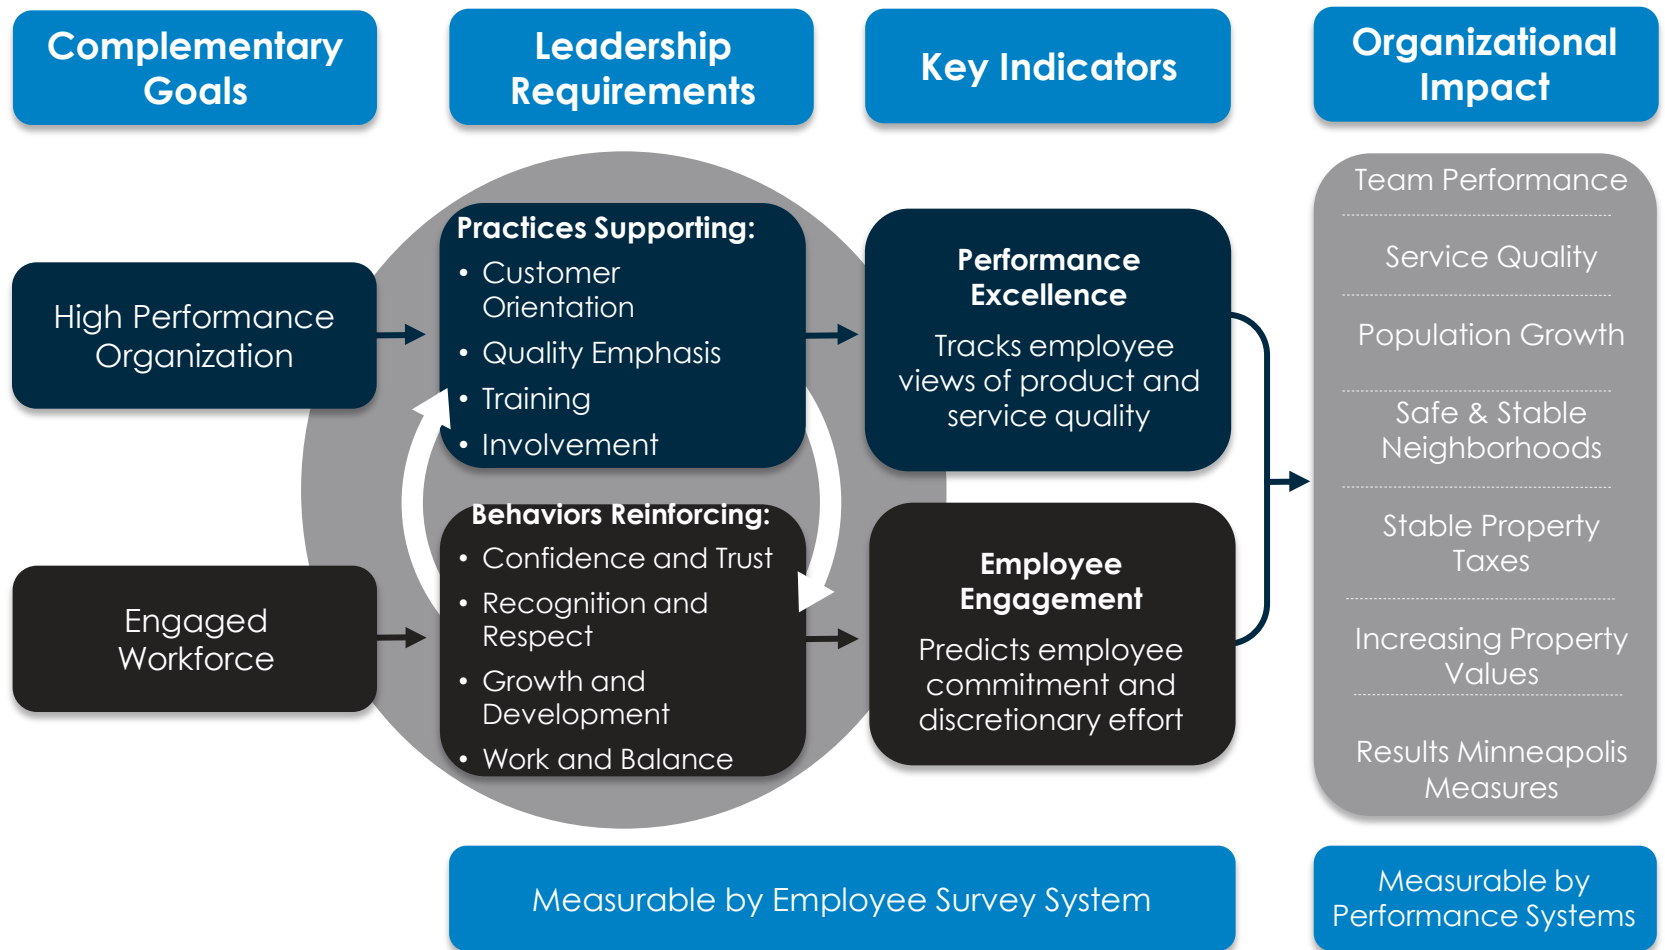 Complementary
Goals
Leadership
Requirements
Key Indicators
Organizational
Impact
High Performance
Organization
Practices Supporting:
• Customer
Orientation
• Quality Emphasis
• Training
• Involvement
Performance
Excellence
Tracks employee
views of product and
service quality
Engaged
Workforce
Behaviors Reinforcing:
• Confidence and Trust
• Recognition and
Respect
• Growth and
Development
• Work and Balance
Employee
Engagement
Predicts employee
commitment and
discretionary effort
Team Performance
Service Quality
Population Growth
Safe & Stable
Neighborhoods
Stable Property
Taxes
Increasing Property
Values
Results Minneapolis
Measures
Measurable by Employee Survey System
Measurable by
Performance Systems